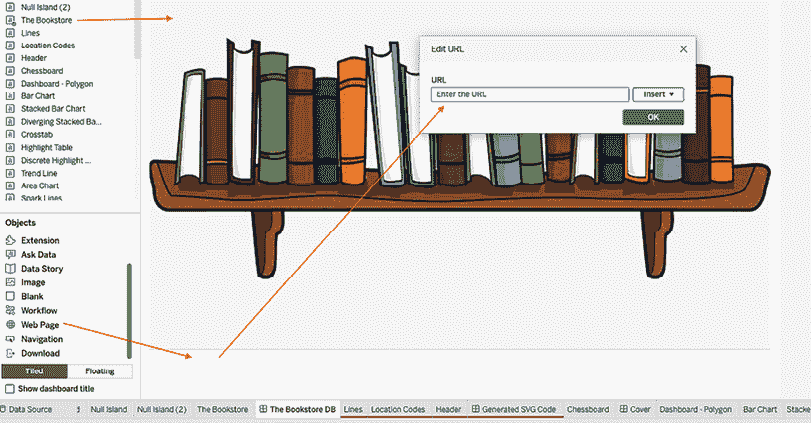 Null Island (2)
The Bookstore
Lines
Location Codes
Header
Chessboard
Dashboard - Polygon
Bar Chart
Stacked Bar Chart
Diverging Stacked Ba...
Crosstab
Highlight Table
Discrete Highlight ...
Trend Line
Area Chart
Spark Lines
Objects
Extension
Ask Data
Data Story
Image
Blank
Workflow
Web Page
Navigation
Download
Tiled Floating
Show dashboard title
Edit URL
URL
Enter the URL Insert
OK
Data Source Null Island Null Island (2) The Bookstore The Bookstore DB Lines Location Codes Header Generated SVG Code Chessboard Cover Dashboard - Polygon Bar Chart Stacke